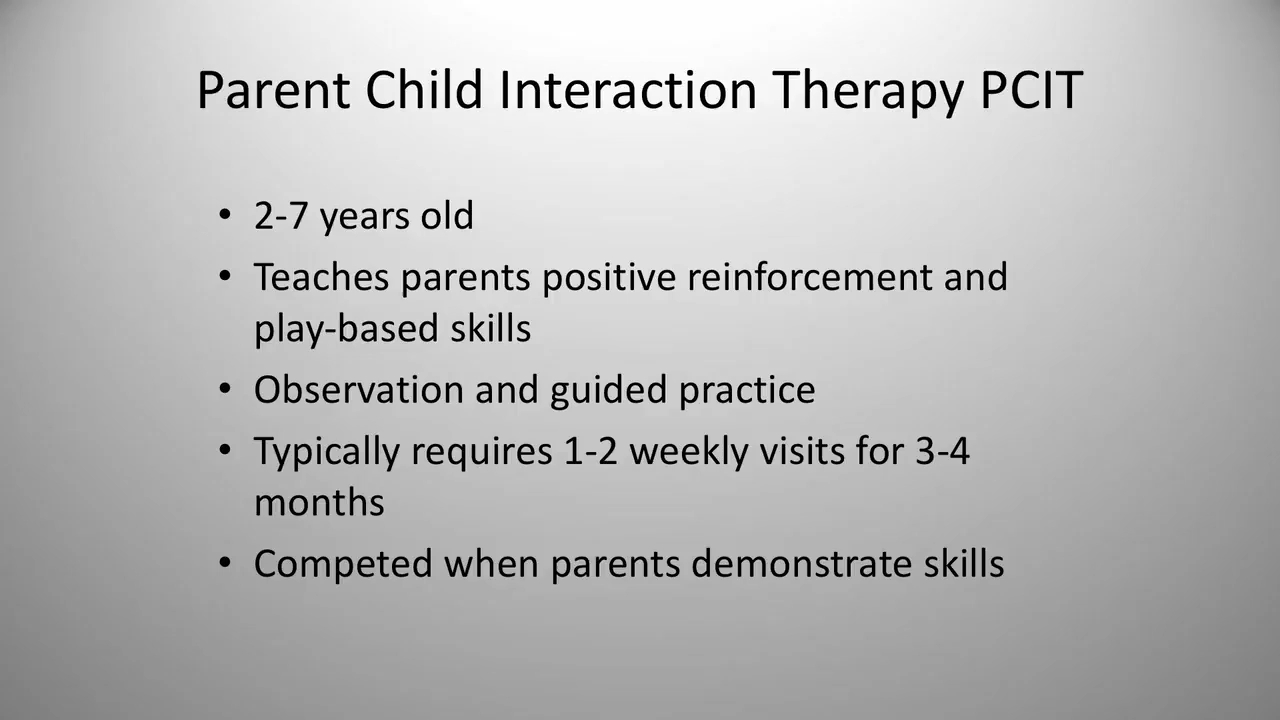 Parent Child Interaction Therapy PCIT
• 2-7 years old
• Teaches parents positive reinforcement and
play-based skills
• Observation and guided practice
• Typically requires 1-2 weekly visits for 3-4
months
• Competed when parents demonstrate skills